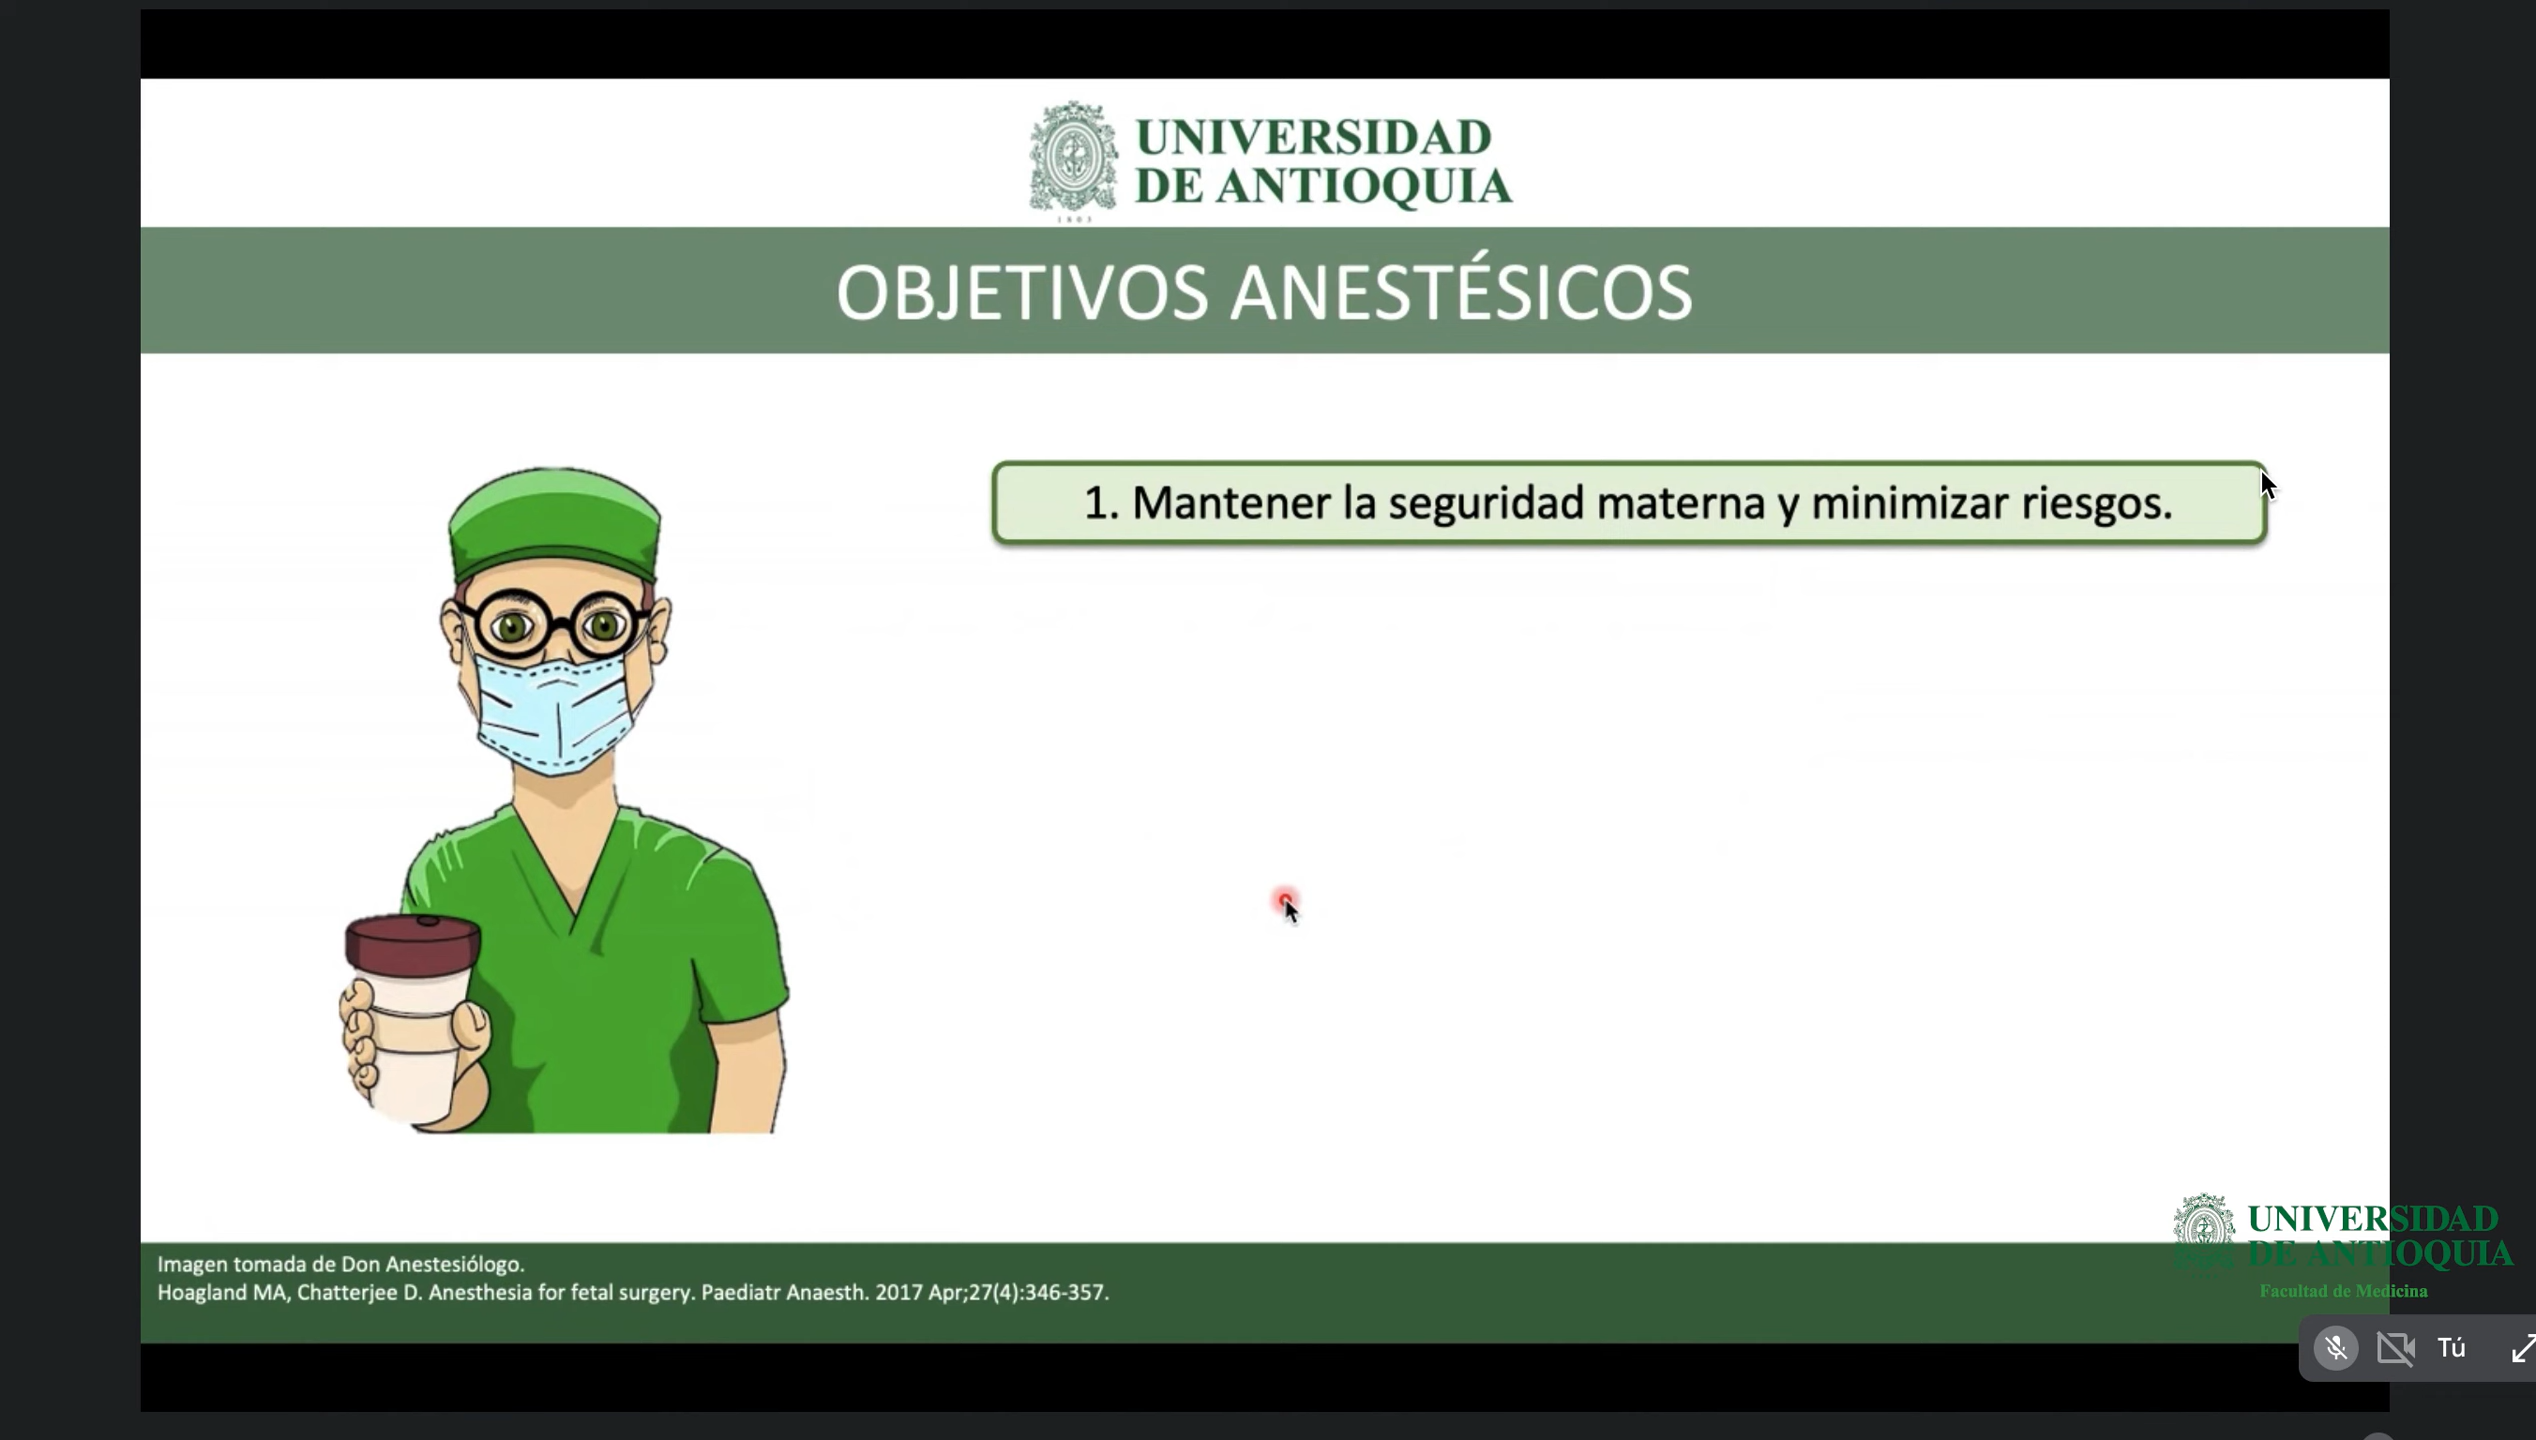 UNIVERSIDAD
DE ANTIOQUIA
1803
OBJETIVOS ANESTÉSICOS
1. Mantener la seguridad materna y minimizar riesgos.
Imagen tomada de Don Anestesiólogo.
Hoagland MA, Chatterjee D. Anesthesia for fetal surgery. Paediatr Anaesth. 2017 Apr;27(4):346-357.
UNIVERSIDAD
DE ANTIOQUIA
Facultad de Medicina
Tú